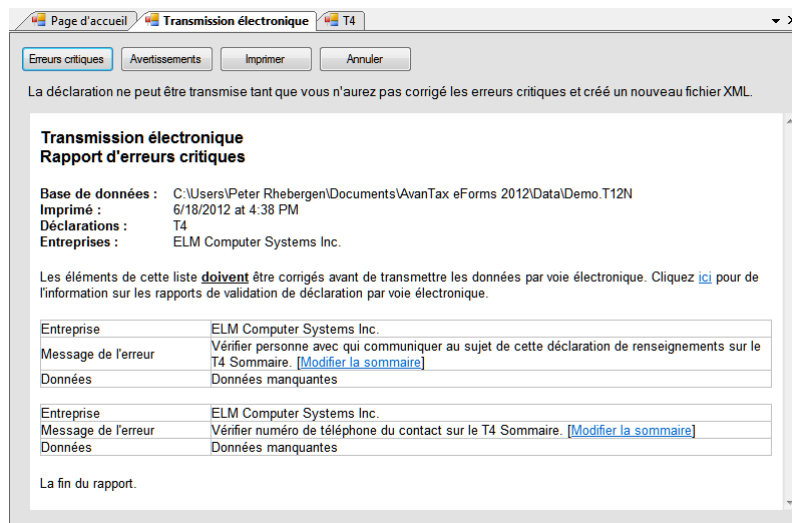 Page d'accueil Transmission électronique T4
Erreurs critiques Avertissements Imprimer Annuler
La déclaration ne peut être transmise tant que vous n'aurez pas corrigé les erreurs critiques et créé un nouveau fichier XML.
Transmission électronique
Rapport d'erreurs critiques
Base de données : C:\Users\Peter Rhebergen\Documents\AvanTax eForms 2012\Data\Demo.T12N
Imprimé : 6/18/2012 at 4:38 PM
Déclarations : T4
Entreprises : ELM Computer Systems Inc.
Les éléments de cette liste doivent être corrigés avant de transmettre les données par voie électronique. Cliquez ici pour de
l'information sur les rapports de validation de déclaration par voie électronique.
Entreprise ELM Computer Systems Inc.
Message de l'erreur Vérifier personne avec qui communiquer au sujet de cette déclaration de renseignements sur le
T4 Sommaire. [Modifier la sommaire]
Données Données manquantes
Entreprise ELM Computer Systems Inc.
Message de l'erreur Vérifier numéro de téléphone du contact sur le T4 Sommaire. [Modifier la sommaire]
Données Données manquantes
La fin du rapport.